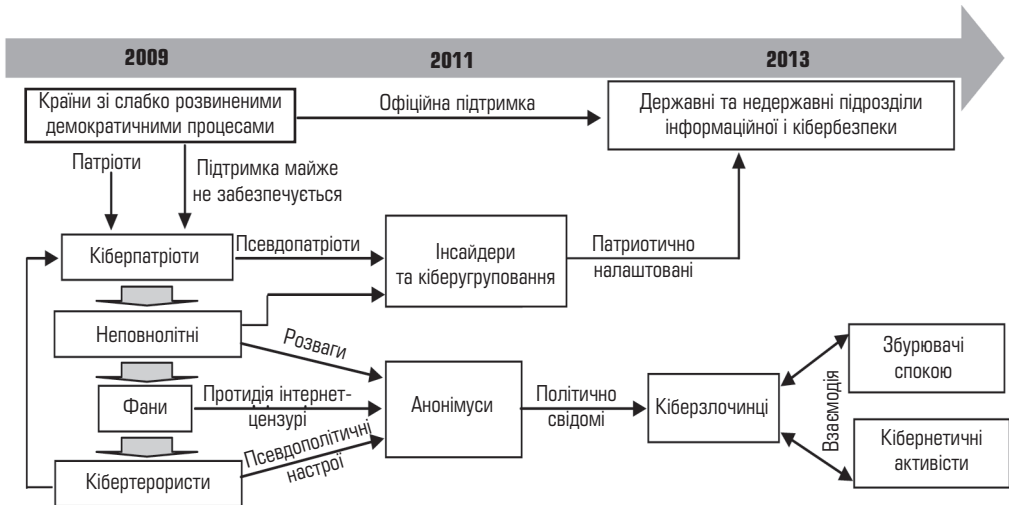 2009
2011
2013
Країни зі слабко розвиненими
демократичними процесами
Офіційна підтримка
Державні та недержавні підрозділи
інформаційної і кібербезпеки
Патріоти
Підтримка майже
не забезпечується
Кіберпатріоти
Псевдопатріоти
Інсайдери
та кіберугруповання
Патриотично
налаштовані
Неповнолітні
Розваги
Фани
Протидія інтернет-
цензурі
Анонімуси
Політично
свідомі
Кіберзлочинці
Взаємодія
Збурювачі
спокою
Кібернетичні
активісти
Псевдополітичні
настрої
Кібертерористи